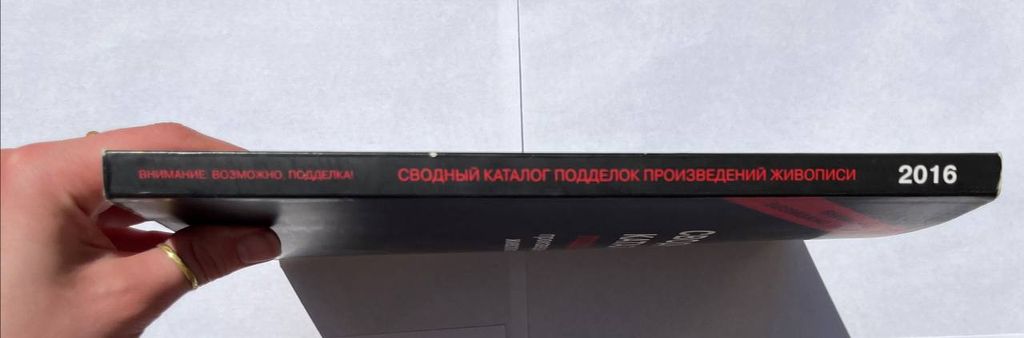 ВНИМАНИЕ: ВОЗМОЖНО, ПОДДЕЛКА! СВОДНЫЙ КАТАЛОГ ПОДДЕЛОК ПРОИЗВЕДЕНИЙ ЖИВОПИСИ 2016